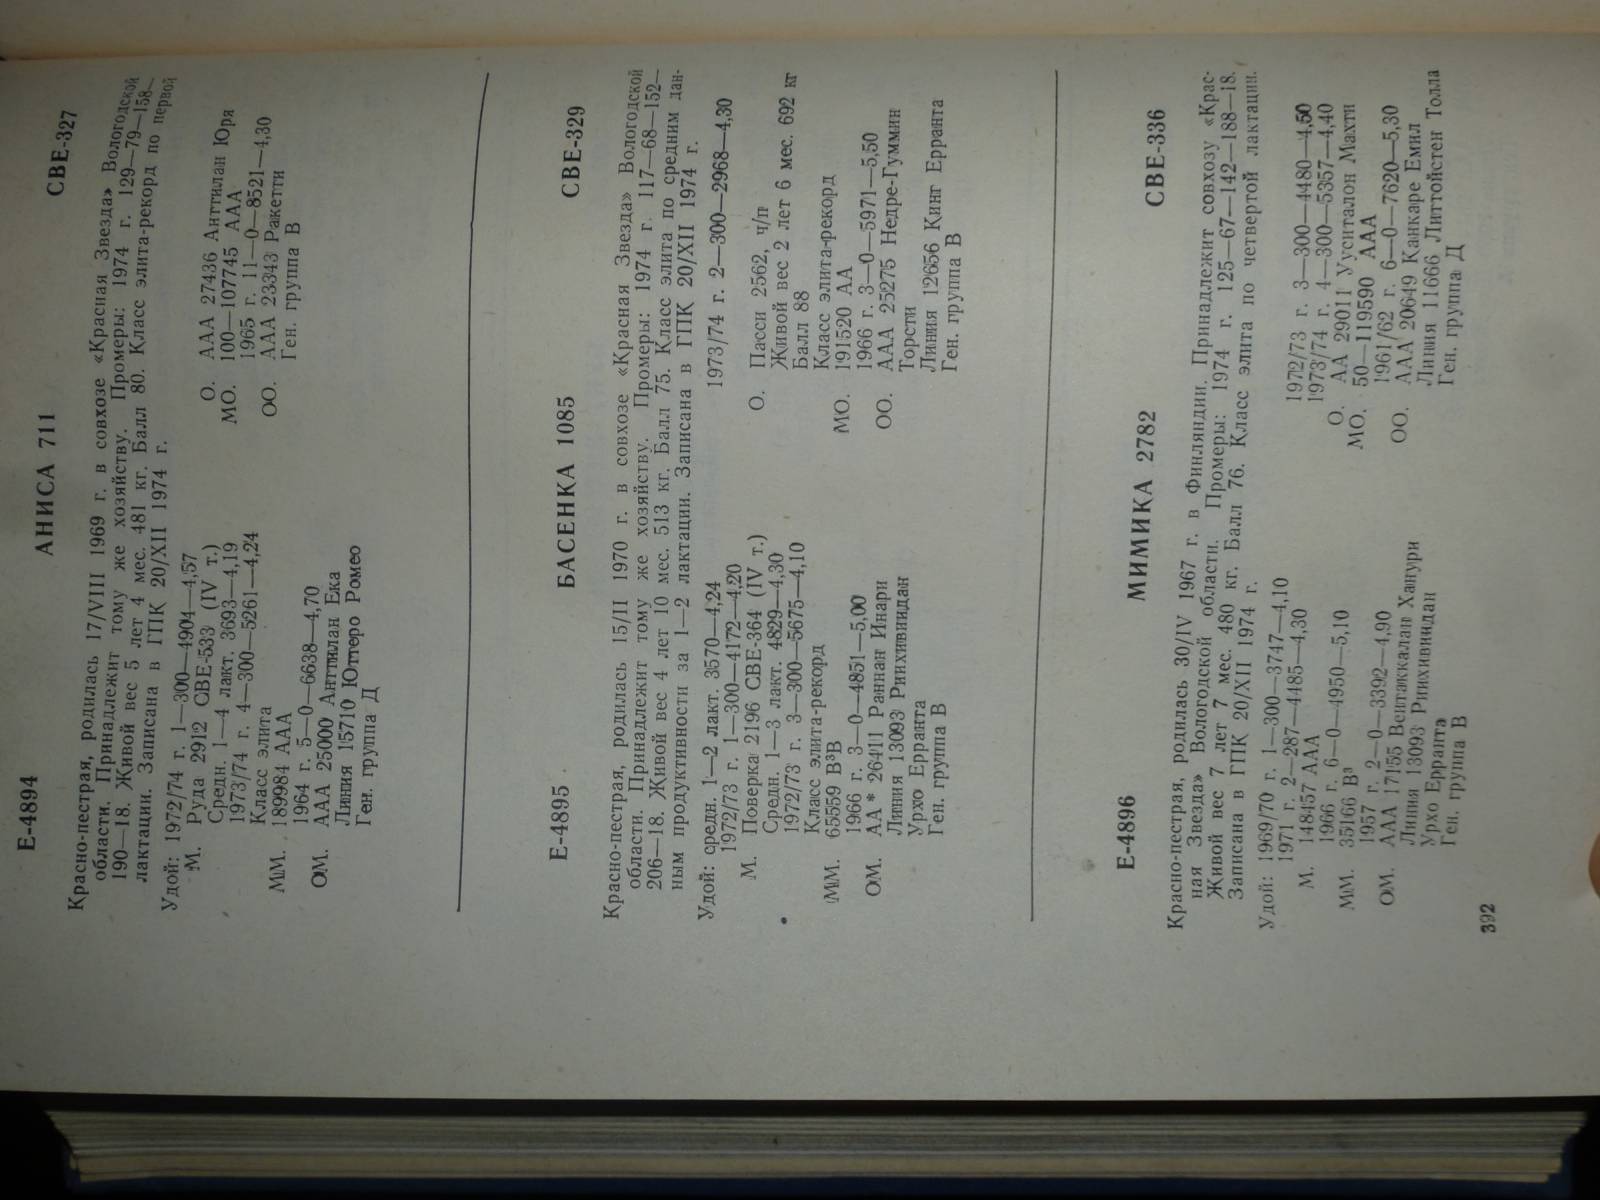 Е-4894 АНИСА 711 СВЕ-327
Красно-пестрая, родилась 17/VIII 1969 г. в совхозе «Красная Звезда» Вологодской
области. Принадлежит тому же хозяйству. Промеры: 1974 г. 129—79—158—
190—18. Живой вес 5 лет 4 мес. 481 кг. Балл 80. Класс элита-рекорд по первой
лактации. Записана в ГПК 20/XII 1974 г.
Удой: 1972/74 г. 1—300—4904—4,57
М. Руда 2912 СВЕ-533 (IV т.)
Средн. 1—4 лакт. 3693—4,19
1973/74 г. 4—300—5261—4,24
Класс элита
ММ. 189984 ААА
1964 г. 5—0—6638—4,70
ОМ. ААА 25000 Анттилан Ека
Линия 15710 Ютеро Ромео
Ген. группа Д
О. ААА 27436 Анттилан Юря
МО. 100—107745 ААА
1965 г. 11—0—8521—4,30
ОО. ААА 23343 Ракетти
Ген. группа В
Е-4895 БАСЕНКА 1085 СВЕ-329
Красно-пестрая, родилась 15/II 1970 г. в совхозе «Красная Звезда» Вологодской
области. Принадлежит тому же хозяйству. Промеры: 1974 г. 117—68—152—
206—18. Живой вес 4 лет 10 мес. 513 кг. Балл 75. Класс элита по средним дан-
ным продуктивности за 1—2 лактации. Записана в ГПК 20/XII 1974 г.
Удой: средн. 1—2 лакт. 3570—4,24
1972/73 г. 1—300—4172—4,20
1973/74 г. 2—300—2968—4,30
М. Поверка 2196 СВЕ-364 (IV т.)
Средн. 1—3 лакт. 4829—4,30
1972/73 г. 3—300—5675—4,10
Класс элита-рекорд
ММ. 65559 В³В
1966 г. 3—0—4851—5,00
ОМ. АА* 26411 Раннан Инари
Линия 13093 Риихивиидан
Урхо Ерранта
Ген. группа В
О. Пасси 2562, ч/п
Живой вес 2 лет 6 мес. 692 кг
Балл 88
Класс элита-рекорд
МО. 191520 АА
1966 г. 3—0—5971—5,50
ОО. ААА 25275 Недре-Гуммин
Торсти
Линия 12656 Кинг Ерранта
Ген. группа В
Е-4896 МИМИКА 2782 СВЕ-336
Красно-пестрая, родилась 30/IV 1967 г. в Финляндии. Принадлежит совхозу «Крас-
ная Звезда» Вологодской области. Промеры: 1974 г. 125—67—142—188—18.
Живой вес 7 лет 7 мес. 480 кг. Балл 76. Класс элита по четвертой лактации.
Записана в ГПК 20/XII 1974 г.
Удой: 1969/70 г. 1—300—3747—4,10
1971 г. 2—287—4485—4,30
1972/73 г. 3—300—4480—4,50
1973/74 г. 4—300—5357—4,40
М. 148457 ААА
1966 г. 6—0—4950—5,10
ММ. 35166 В³
1957 г. 2—0—3392—4,90
ОМ. ААА 17155 Вентаккалан Хагури
Линия 13093 Риихивиидан
Урхо Ерранта
Ген. группа В
О. АА 29011 Ууситалон Махти
МО. 50—119590 ААА
1961/62 г. 6—0—7620—5,30
ОО. ААА 20649 Канкаре Емил
Линия 11666 Литтойстен Толла
Ген. группа Д
392